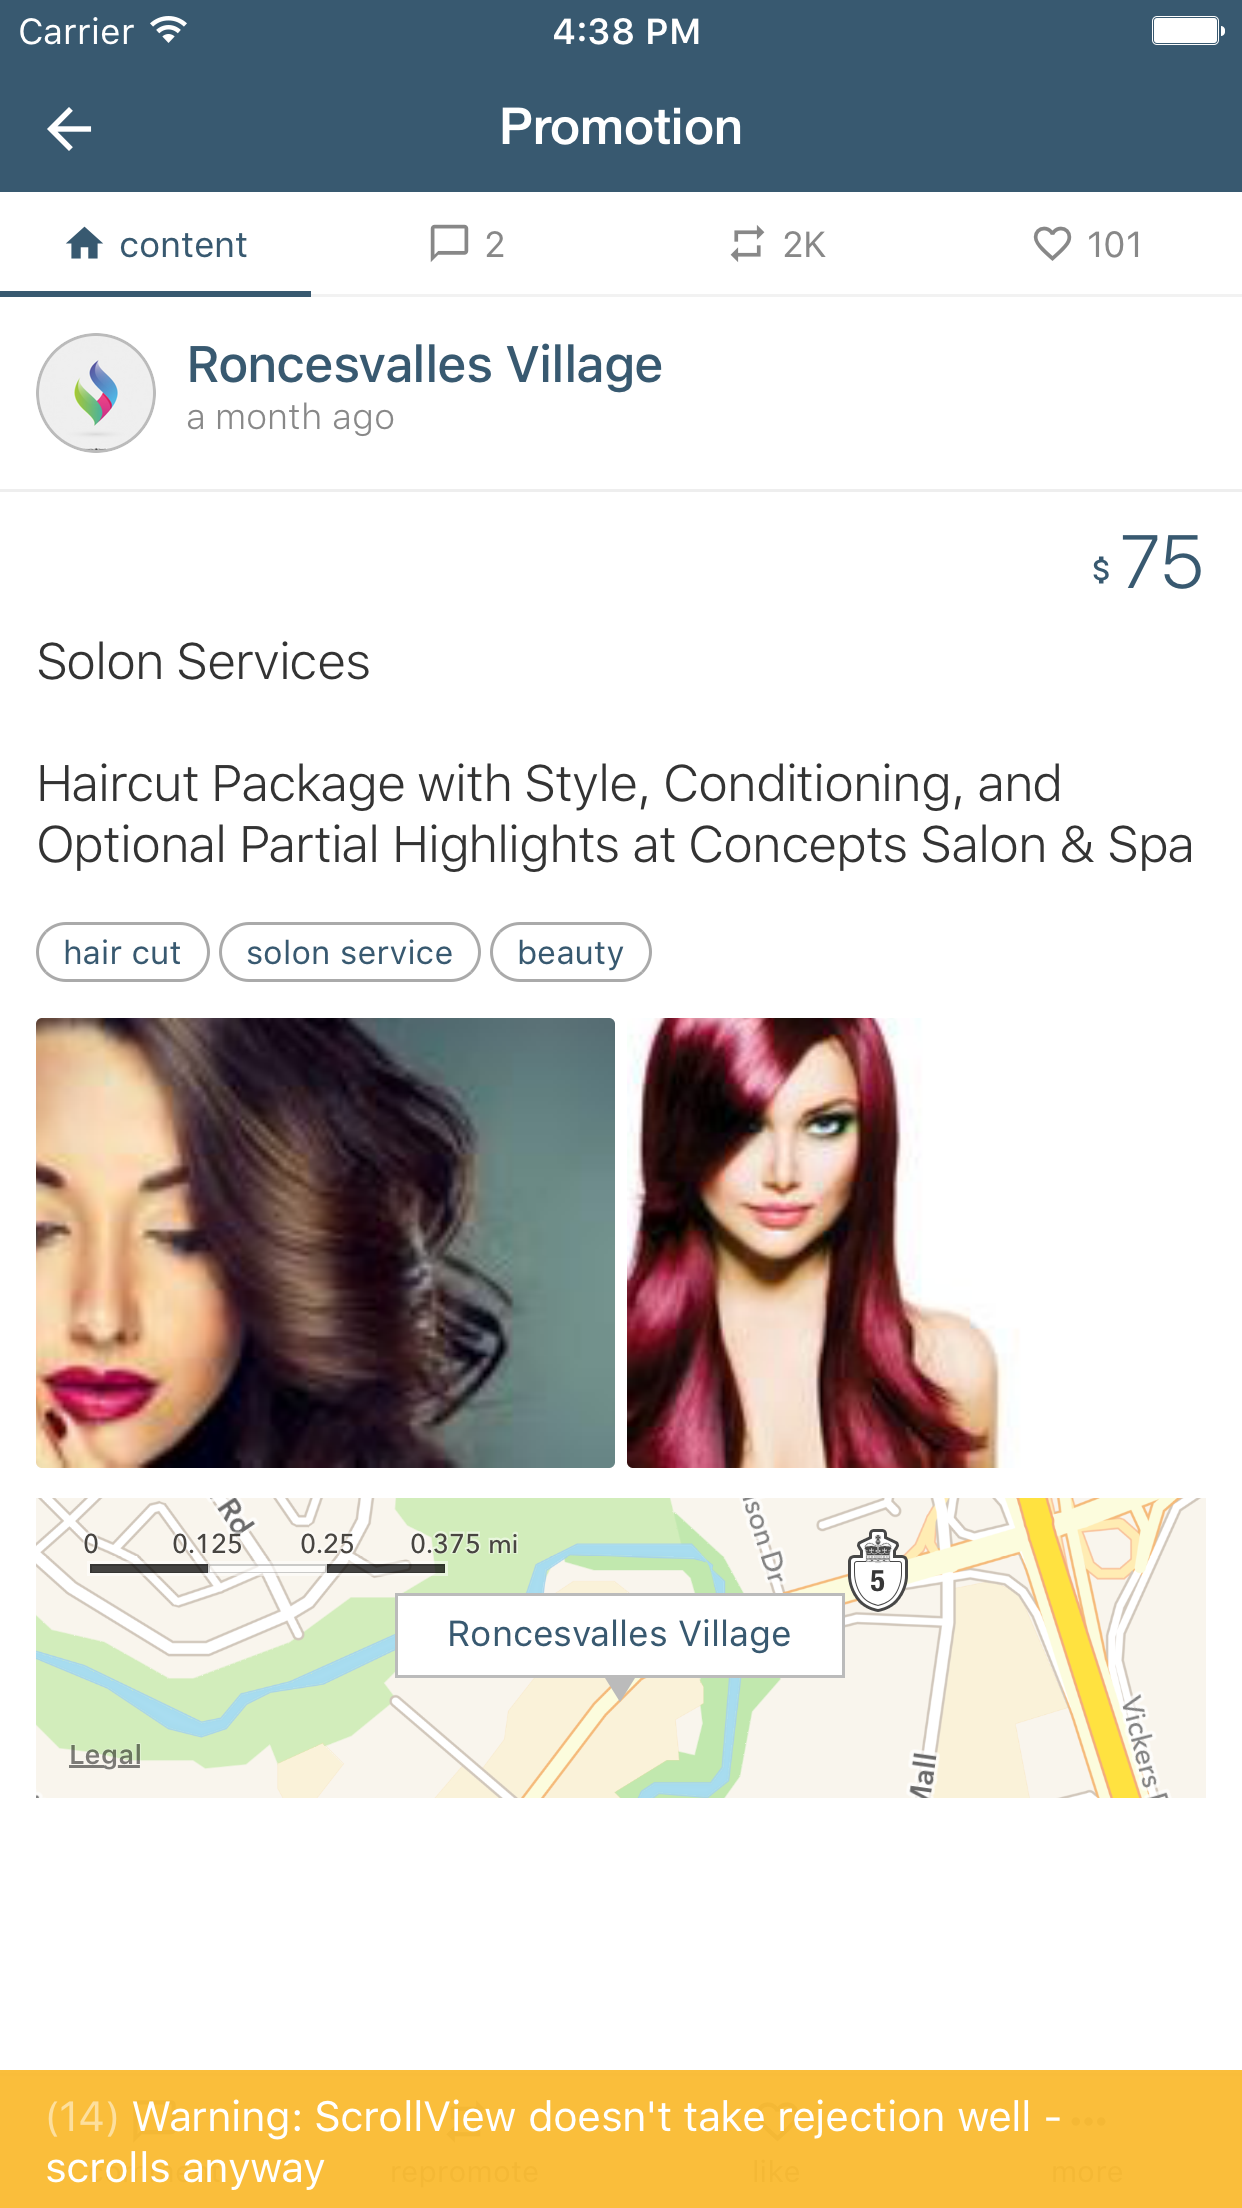 Carrier 4:38 PM
Promotion
content 2 2K 101
Roncesvalles Village
a month ago
$ 75
Solon Services
Haircut Package with Style, Conditioning, and
Optional Partial Highlights at Concepts Salon & Spa
hair cut solon service beauty
Rd
0 0.125 0.25 0.375 mi
son Dr
5
Roncesvalles Village
Vickers
Legal
Mall
(14) Warning: ScrollView doesn't take rejection well -
scrolls anyway
repromote like more